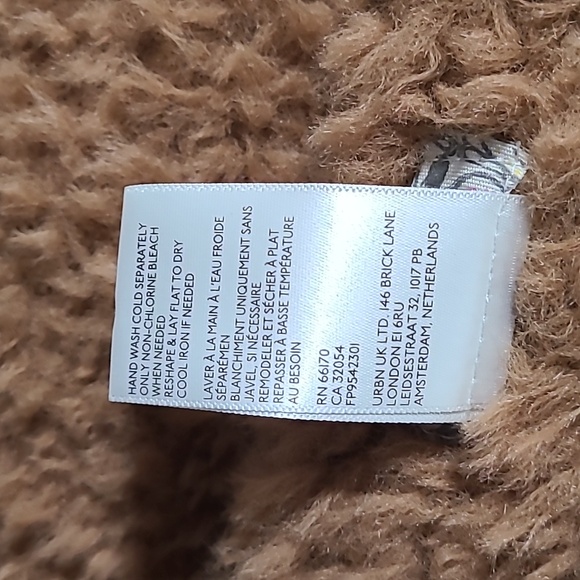 HAND WASH COLD SEPARATELY
ONLY NON-CHLORINE BLEACH
WHEN NEEDED
RESHAPE & LAY FLAT TO DRY
COOL IRON IF NEEDED
LAVER À LA MAIN À L'EAU FROIDE
SÉPARÉMEN
BLANCHIMENT UNIQUEMENT SANS
JAVEL, SI NÉCESSAIRE
REMODELER ET SÉCHER À PLAT
REPASSER À BASSE TEMPÉRATURE
AU BESOIN
RN 66170
CA 32054
FP9542301
URBN UK LTD, 146 BRICK LANE
LONDON E1 6RU
LEIDSESTRAAT 32, 1017 PB
AMSTERDAM, NETHERLANDS